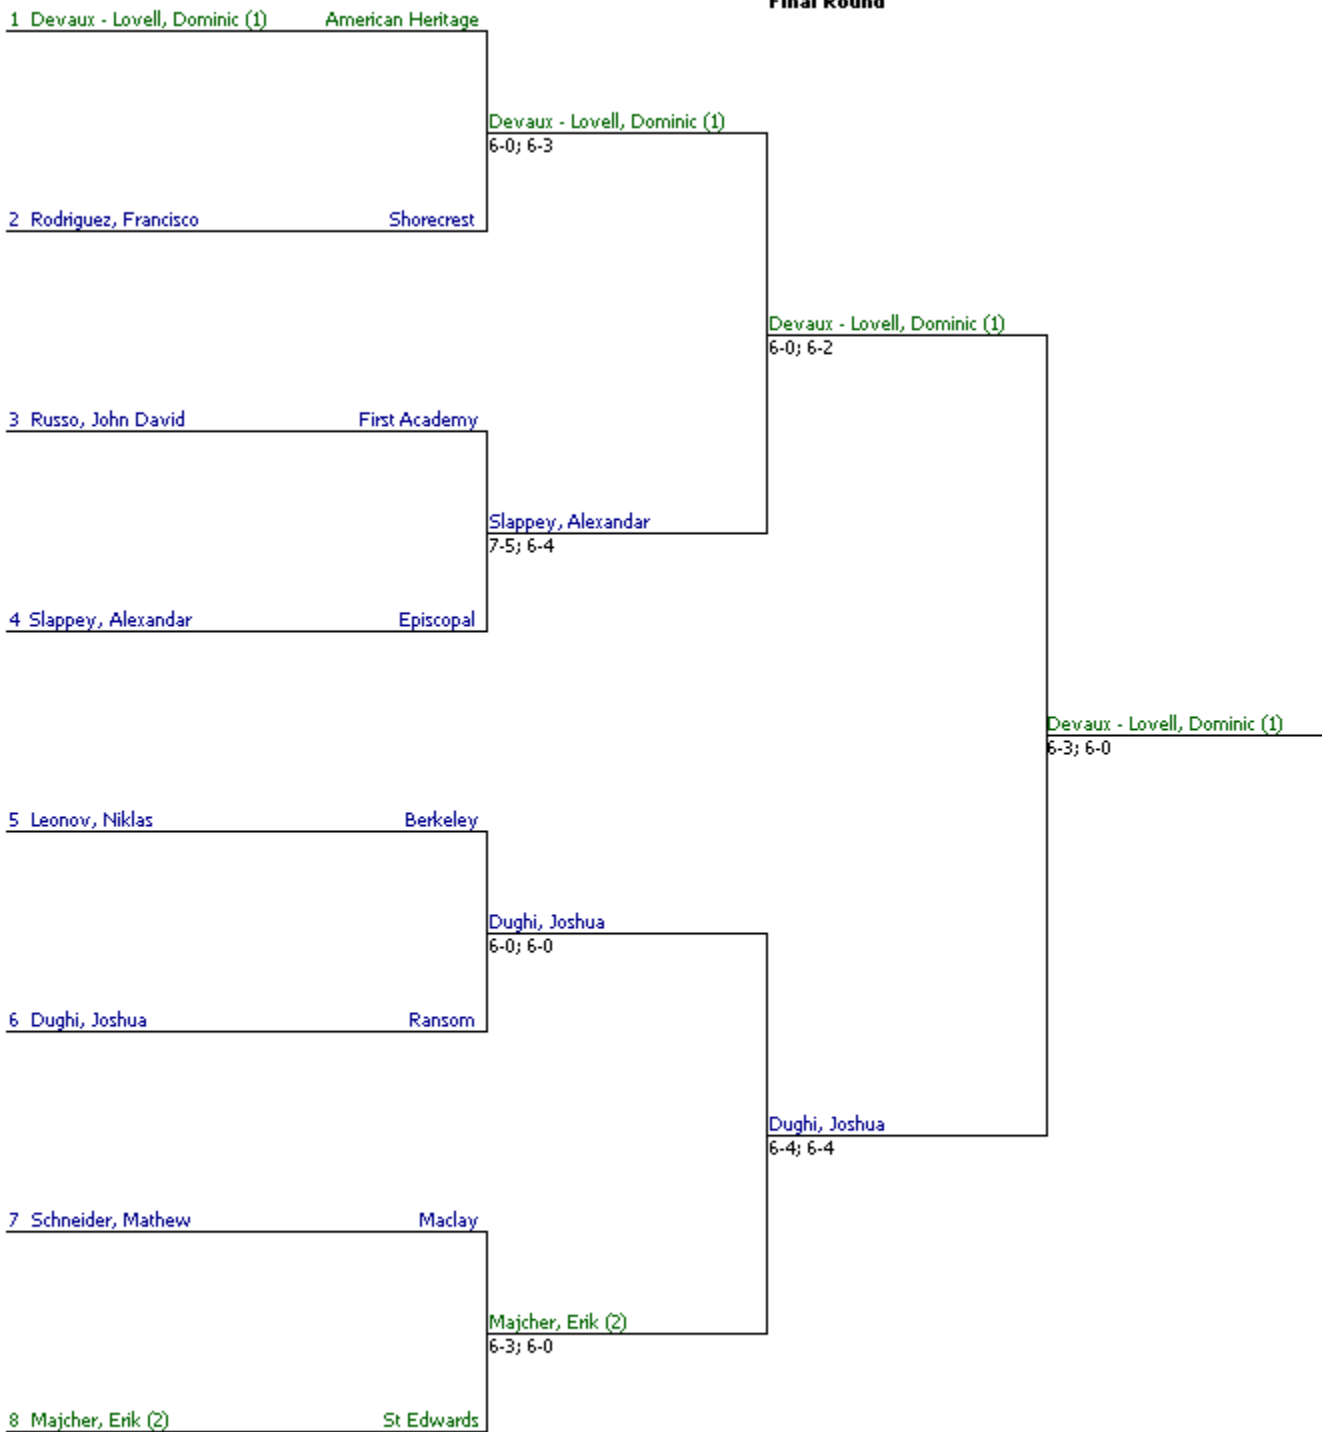 Final Round
1 Devaux - Lovell, Dominic (1) American Heritage
Devaux - Lovell, Dominic (1)
6-0; 6-3
2 Rodriguez, Francisco Shorecrest
Devaux - Lovell, Dominic (1)
6-0; 6-2
3 Russo, John David First Academy
Slappey, Alexandar
7-5; 6-4
4 Slappey, Alexandar Episcopal
Devaux - Lovell, Dominic (1)
6-3; 6-0
5 Leonov, Niklas Berkeley
Dughi, Joshua
6-0; 6-0
6 Dughi, Joshua Ransom
Dughi, Joshua
6-4; 6-4
7 Schneider, Mathew Maclay
Majcher, Erik (2)
6-3; 6-0
8 Majcher, Erik (2) St Edwards